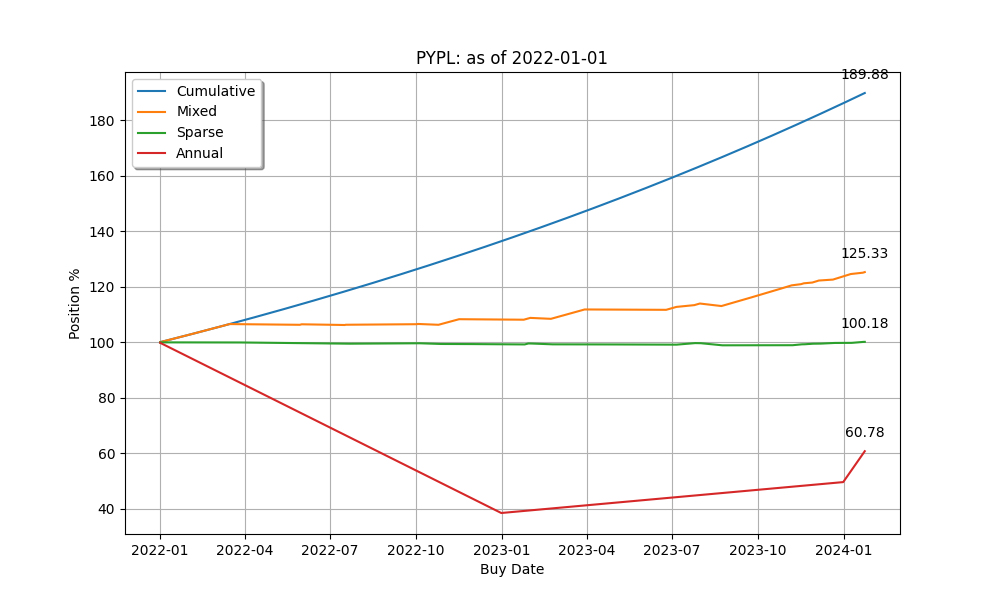 PYPL: as of 2022-01-01
189.88
Cumulative
Mixed
Sparse
Annual
180
160
140
125.33
120
100.18
100
80
60.78
60
40
Position %
2022-01 2022-04 2022-07 2022-10 2023-01 2023-04 2023-07 2023-10 2024-01
Buy Date